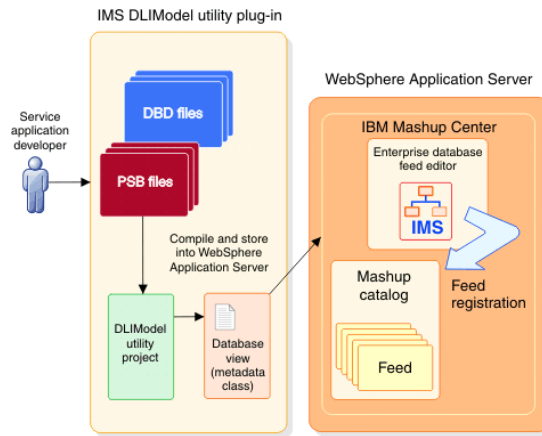 IMS DLIModel utility plug-in
Service
application
developer
DBD files
PSB files
Compile and store
into WebSphere
Application Server
DLIModel
utility
project
Database
view
(metadata
class)
WebSphere Application Server
IBM Mashup Center
Enterprise database
feed editor
IMS
Feed
registration
Mashup
catalog
Feed